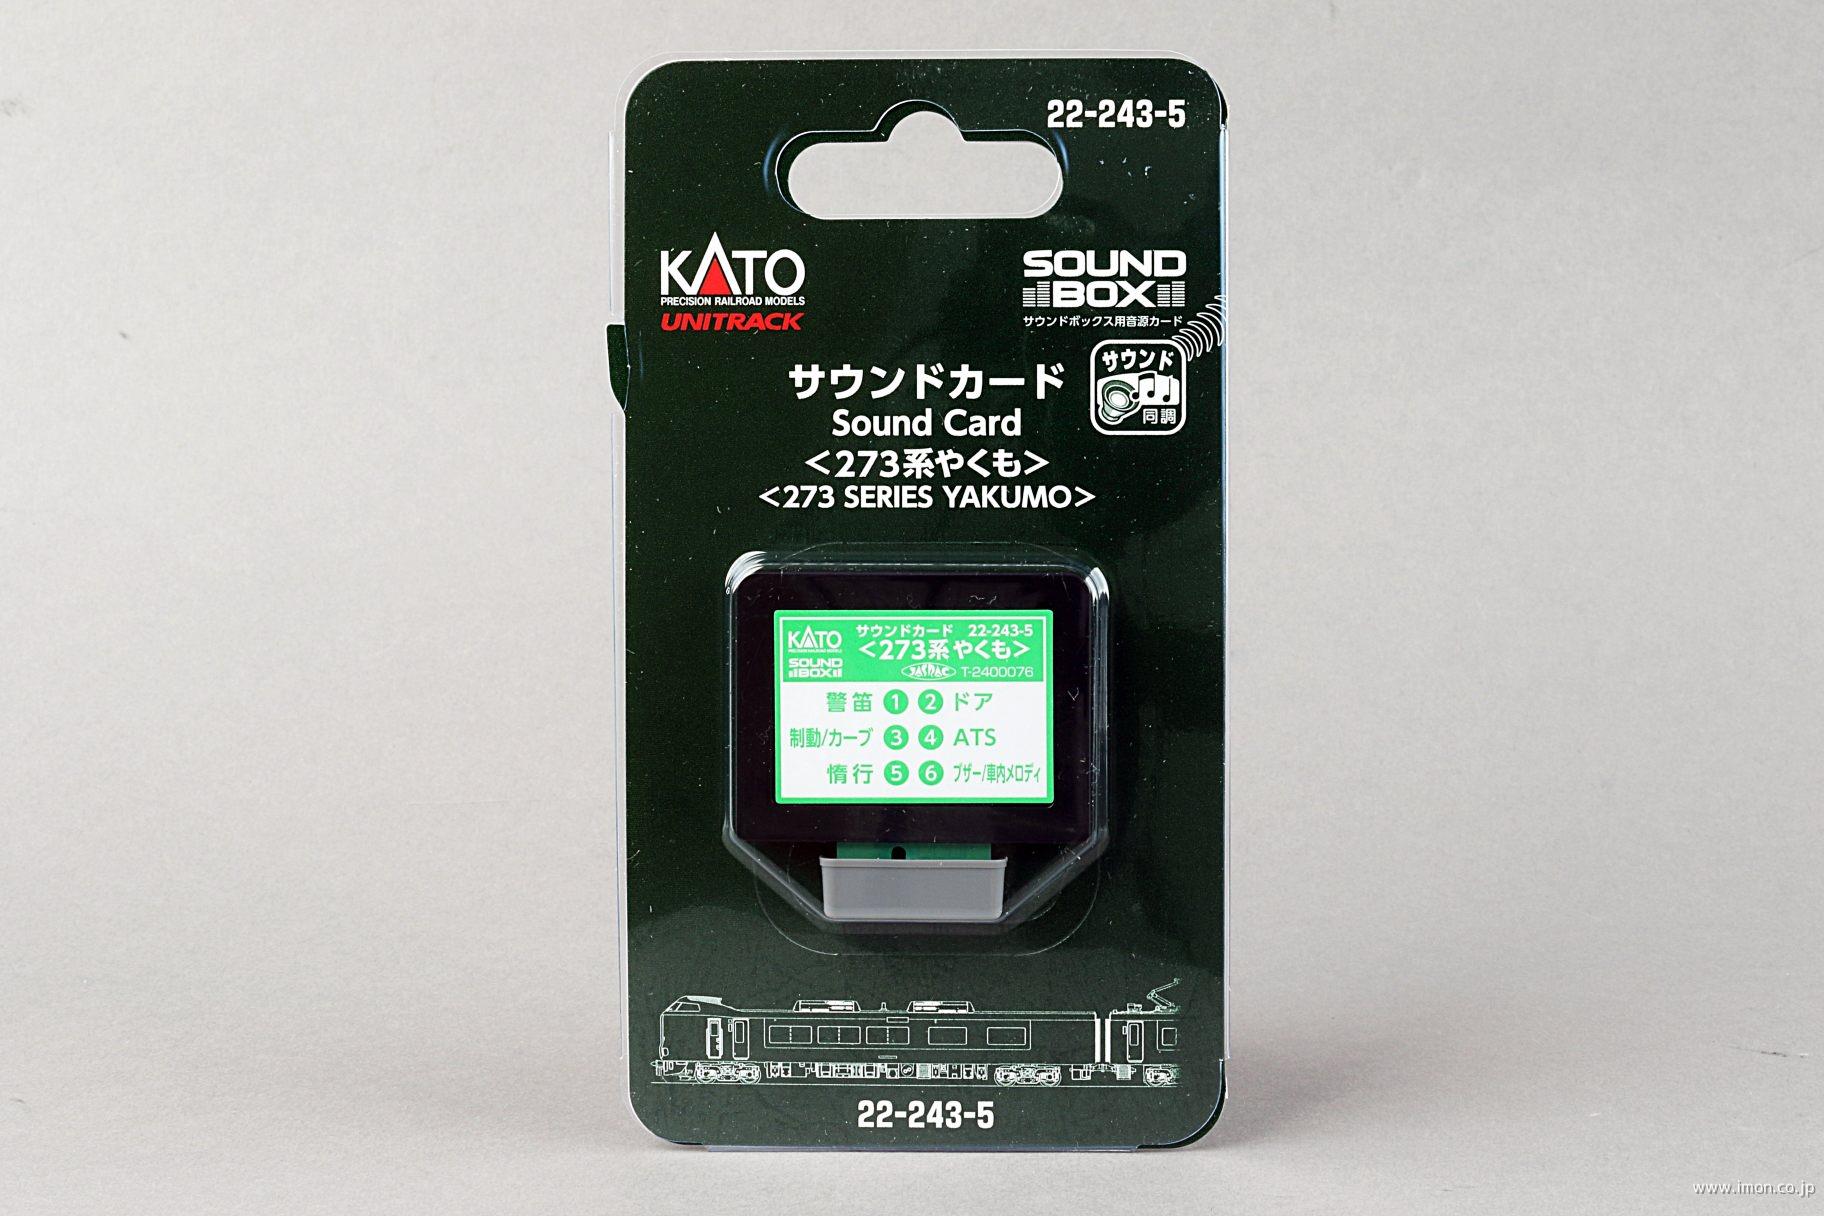 22-243-5
KATO
PRECISION RAILROAD MODELS
UNITRACK
SOUND
BOX
サウンドボックス用音源カード
サウンド
同調
サウンドカード
Sound Card
<273系やくも>
<273 SERIES YAKUMO>
KATO
PRECISION RAILROAD MODELS
サウンドカード 22-243-5
<273系やくも>
SOUND
BOX
JASRAC T-2400076
警笛 1 2 ドア
制動/カーブ 3 4 ATS
惰行 5 6 ブザー/車内メロディ
22-243-5
www.imon.co.jp